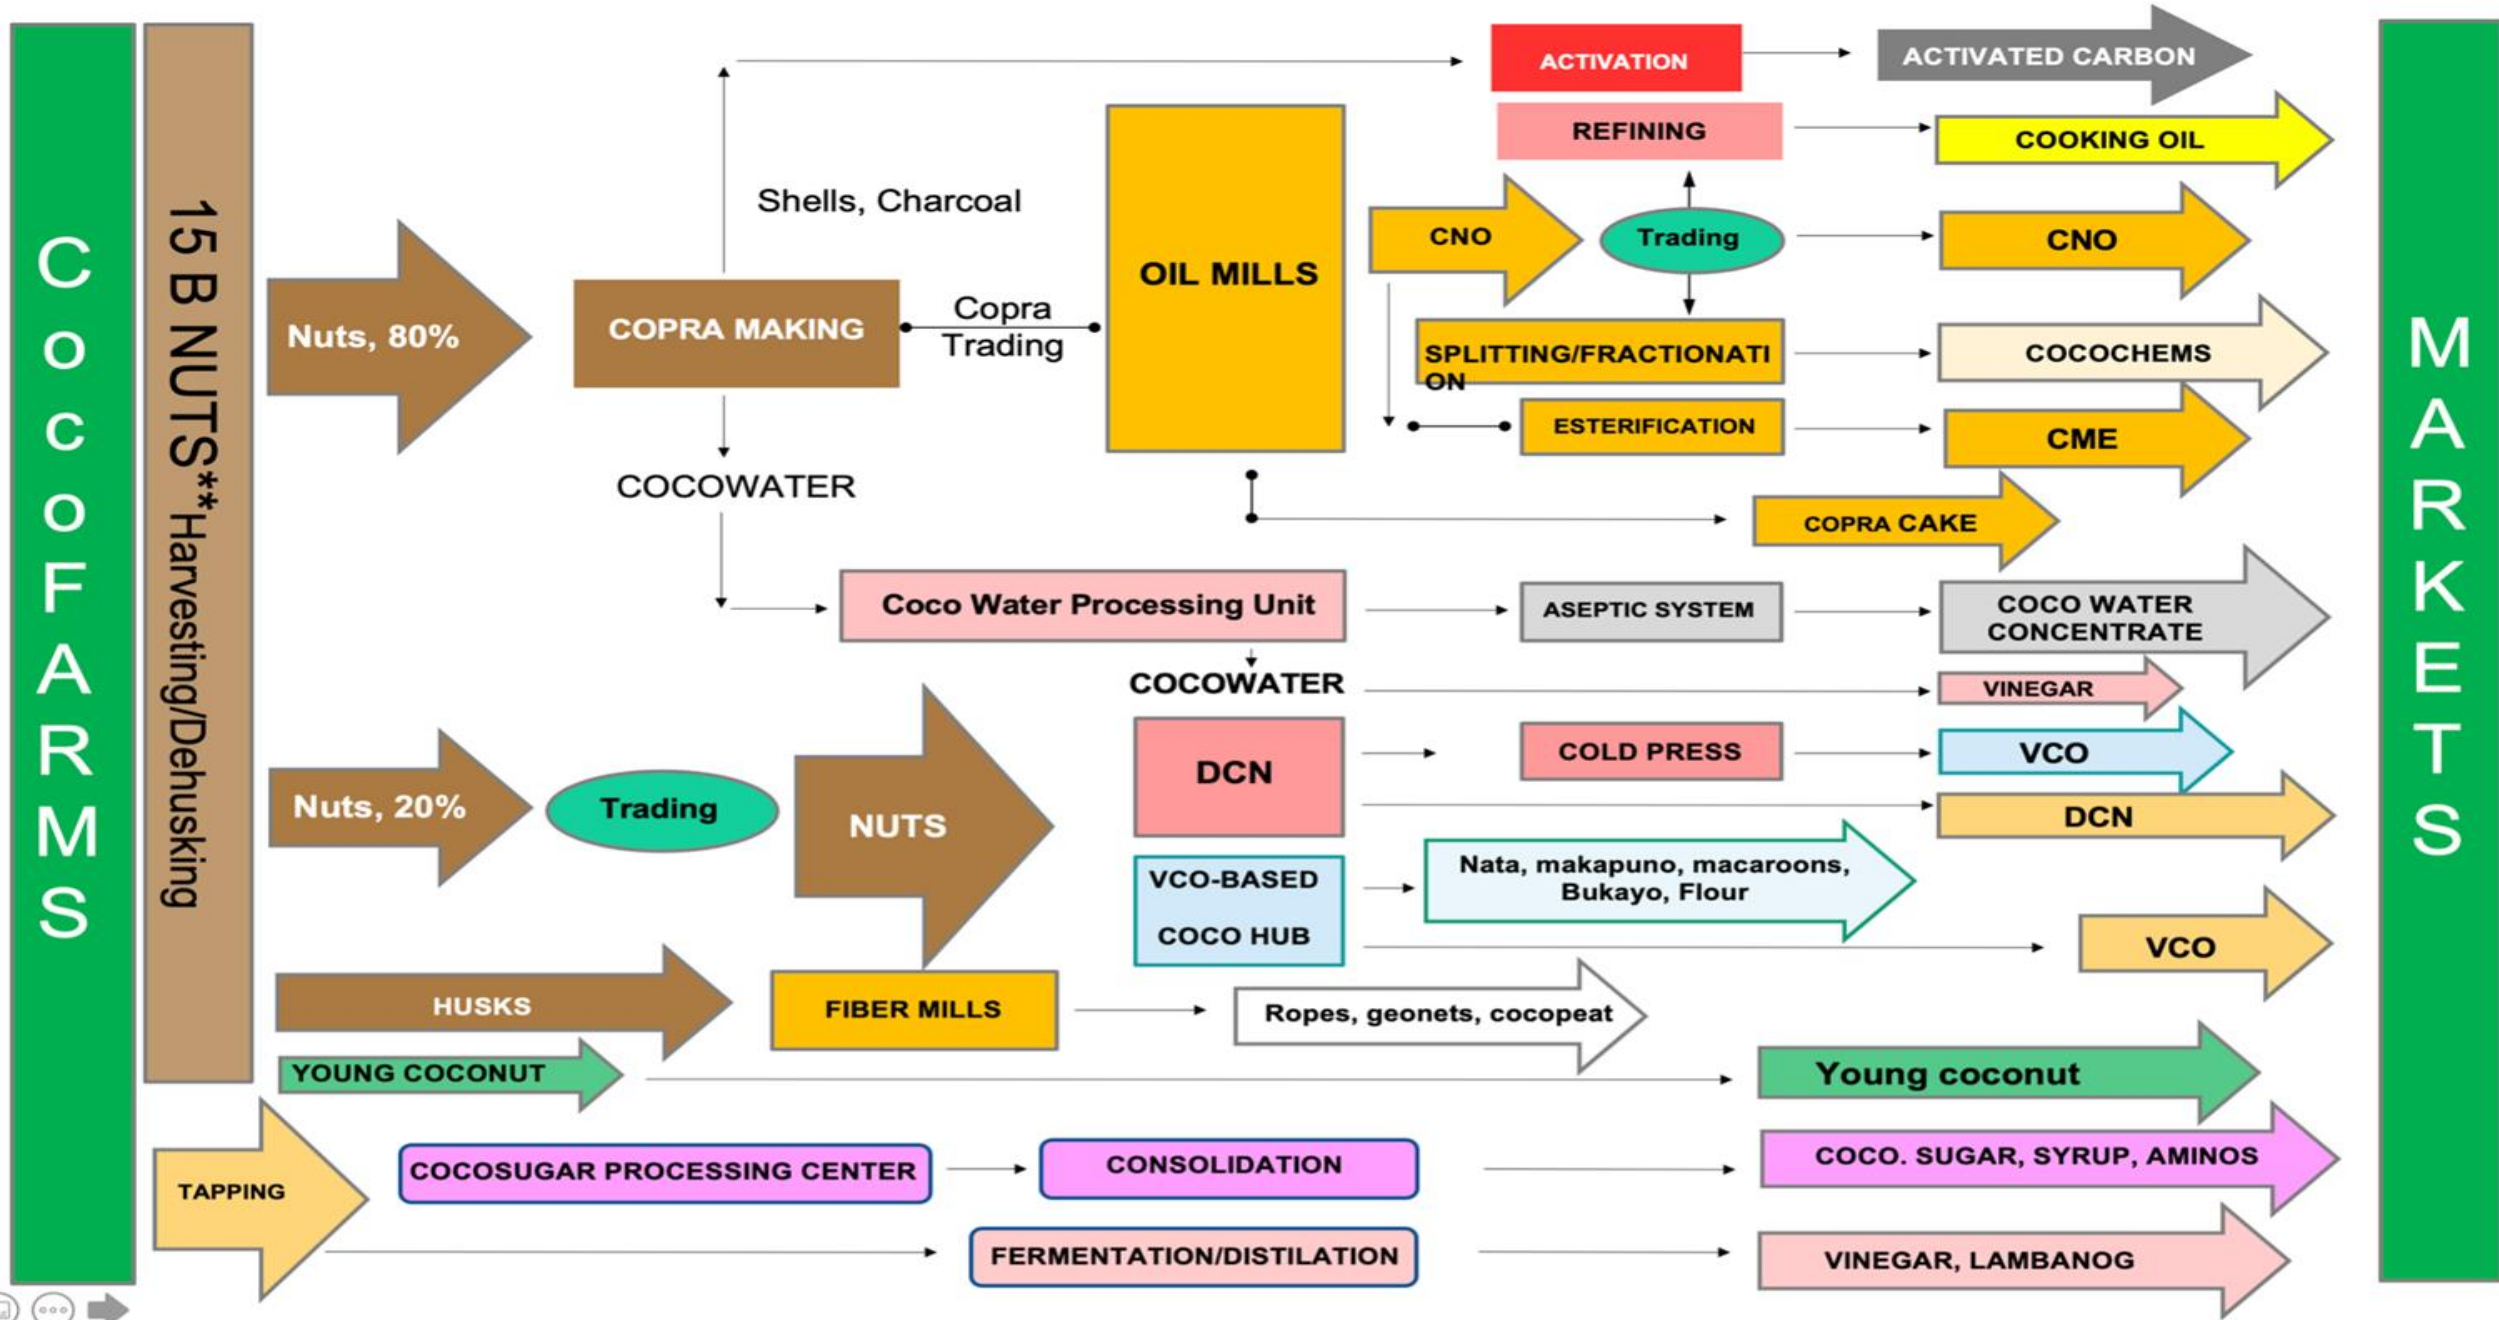 CocoFARMS
15 B NUTS**Harvesting/Dehusking
Nuts, 80%
COPRA MAKING
Shells, Charcoal
Copra
Trading
OIL MILLS
ACTIVATION
ACTIVATED CARBON
REFINING
COOKING OIL
CNO
Trading
CNO
SPLITTING/FRACTIONATI
ON
COCOCHEMS
ESTERIFICATION
CME
COPRA CAKE
COCOWATER
Coco Water Processing Unit
ASEPTIC SYSTEM
COCO WATER
CONCENTRATE
COCOWATER
VINEGAR
Nuts, 20%
Trading
NUTS
DCN
COLD PRESS
VCO
DCN
VCO-BASED
COCO HUB
Nata, makapuno, macaroons,
Bukayo, Flour
VCO
HUSKS
FIBER MILLS
Ropes, geonets, cocopeat
YOUNG COCONUT
Young coconut
TAPPING
COCOSUGAR PROCESSING CENTER
CONSOLIDATION
COCO. SUGAR, SYRUP, AMINOS
FERMENTATION/DISTILATION
VINEGAR, LAMBANOG
MARKETS